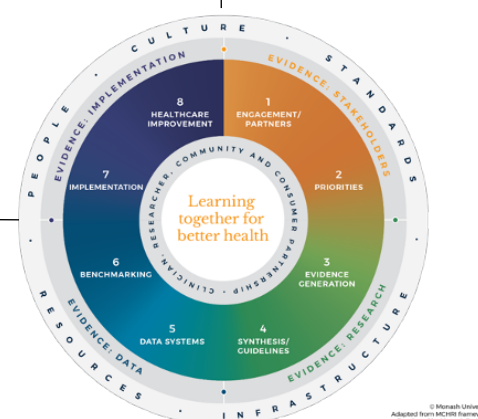 PEOPLE · CULTURE · STANDARDS ·
INFRASTRUCTURE · RESOURCES ·
EVIDENCE: IMPLEMENTATION
EVIDENCE: STAKEHOLDERS
EVIDENCE: RESEARCH
EVIDENCE: DATA
1
ENGAGEMENT/
PARTNERS
2
PRIORITIES
3
EVIDENCE
GENERATION
4
SYNTHESIS/
GUIDELINES
5
DATA SYSTEMS
6
BENCHMARKING
7
IMPLEMENTATION
8
HEALTHCARE
IMPROVEMENT
CLINICIAN, RESEARCHER, COMMUNITY AND CONSUMER PARTNERSHIP ·
Learning
together for
better health
© Monash
Adapted from MCHRI